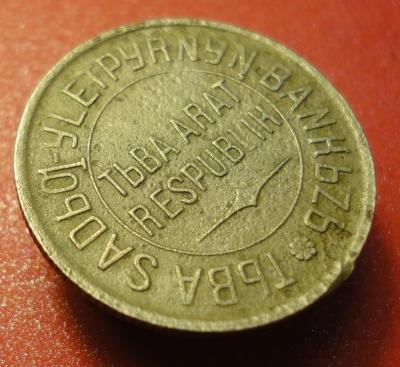 TЬBA ARAT
RESPUBLIK
TЬBA SADЬƣ-YLETPYRNYN BANKЬZЬ